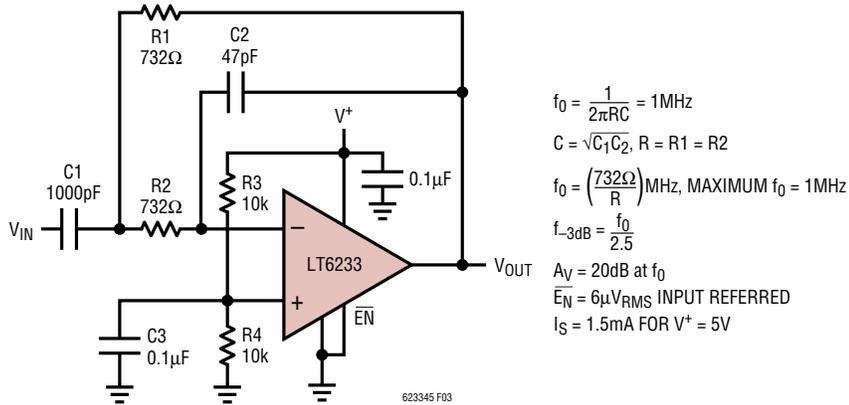 R1
732Ω
C2
47pF
V+
C1
1000pF
R2
732Ω
R3
10k
0.1µF
VIN
–
LT6233
VOUT
+
EN
C3
0.1µF
R4
10k
623345 F03
f0 = 1/2πRC = 1MHz
C = √C1C2, R = R1 = R2
f0 = (732Ω/R)MHz, MAXIMUM f0 = 1MHz
f–3dB = f0/2.5
AV = 20dB at f0
EN = 6µVRMS INPUT REFERRED
IS = 1.5mA FOR V+ = 5V